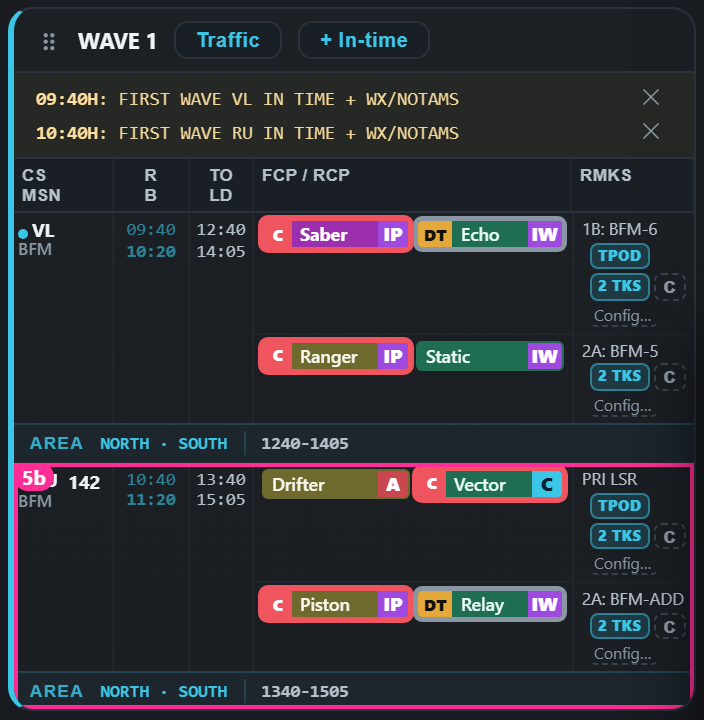 WAVE 1 Traffic + In-time
09:40H: FIRST WAVE VL IN TIME + WX/NOTAMS
10:40H: FIRST WAVE RU IN TIME + WX/NOTAMS
CS R TO FCP / RCP RMKS
MSN B LD
VL 09:40 12:40 C Saber IP DT Echo IW 1B: BFM-6
BFM 10:20 14:05 TPOD
2 TKS C
Config...
C Ranger IP Static IW 2A: BFM-5
2 TKS C
Config...
AREA NORTH · SOUTH 1240-1405
5b 142 10:40 13:40 Drifter A C Vector C PRI LSR
BFM 11:20 15:05 TPOD
2 TKS C
Config...
C Piston IP DT Relay IW 2A: BFM-ADD
2 TKS C
Config...
AREA NORTH · SOUTH 1340-1505